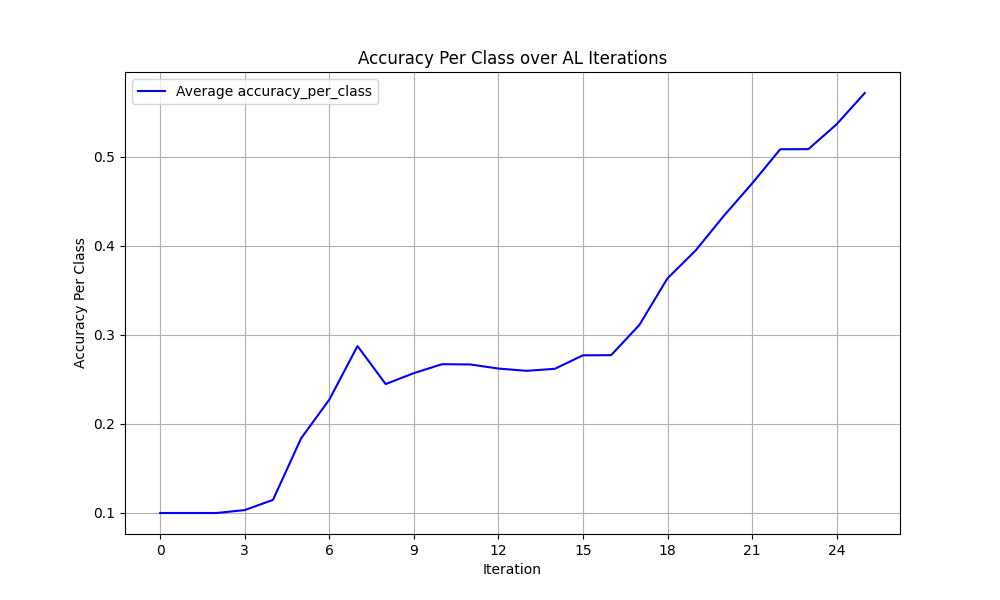 Accuracy Per Class over AL Iterations
Average accuracy_per_class
Accuracy Per Class
0.5
0.4
0.3
0.2
0.1
0 3 6 9 12 15 18 21 24
Iteration